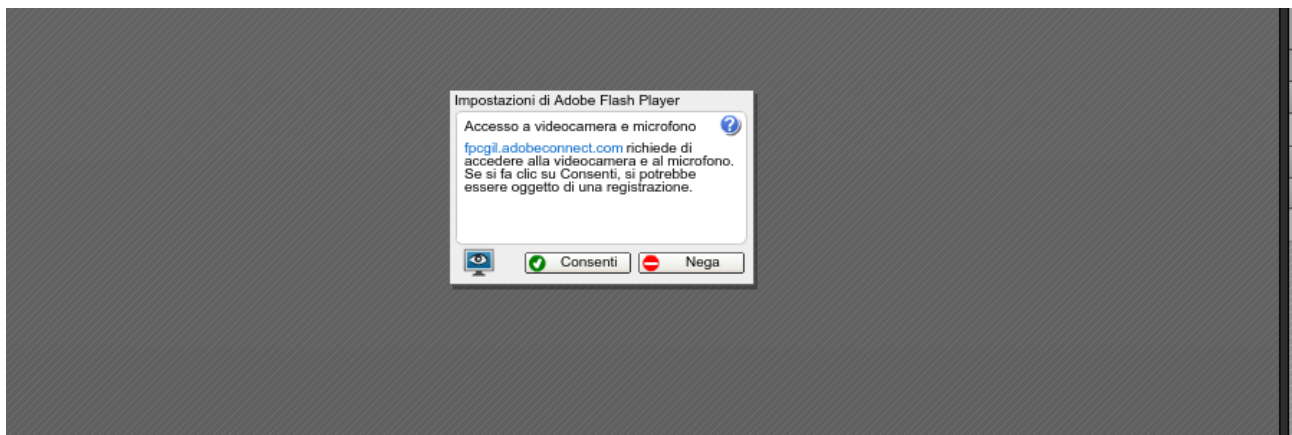 Impostazioni di Adobe Flash Player
Accesso a videocamera e microfono
fpcgil.adobeconnect.com richiede di
accedere alla videocamera e al microfono.
Se si fa clic su Consenti, si potrebbe
essere oggetto di una registrazione.
Consenti
Nega